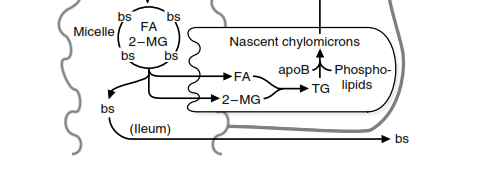 bs bs
FA
Micelle
2–MG
bs bs
Nascent chylomicrons
apoB Phospho-
lipids
FA
TG
2–MG
bs
(Ileum)
bs